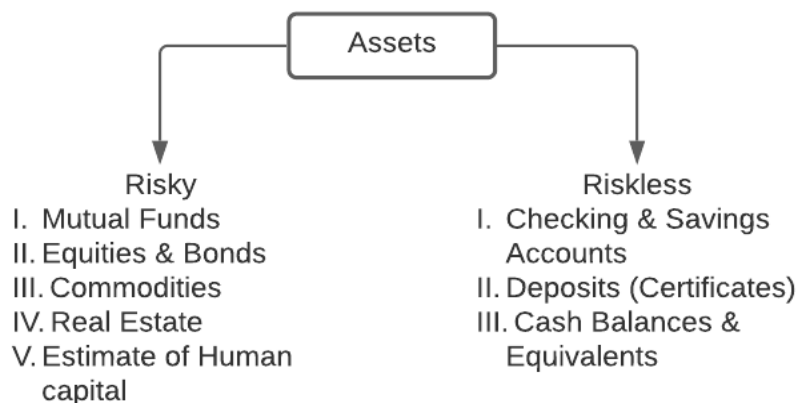 Assets
Risky
I. Mutual Funds
II. Equities & Bonds
III. Commodities
IV. Real Estate
V. Estimate of Human
capital
Riskless
I. Checking & Savings
Accounts
II. Deposits (Certificates)
III. Cash Balances &
Equivalents